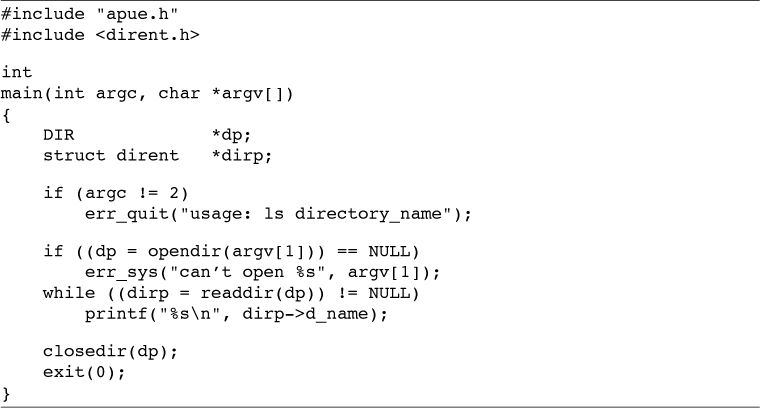 #include "apue.h"
#include <dirent.h>
int
main(int argc, char *argv[])
{
    DIR             *dp;
    struct dirent   *dirp;
    if (argc != 2)
        err_quit("usage: ls directory_name");
    if ((dp = opendir(argv[1])) == NULL)
        err_sys("can’t open %s", argv[1]);
    while ((dirp = readdir(dp)) != NULL)
        printf("%s\n", dirp->d_name);
    closedir(dp);
    exit(0);
}